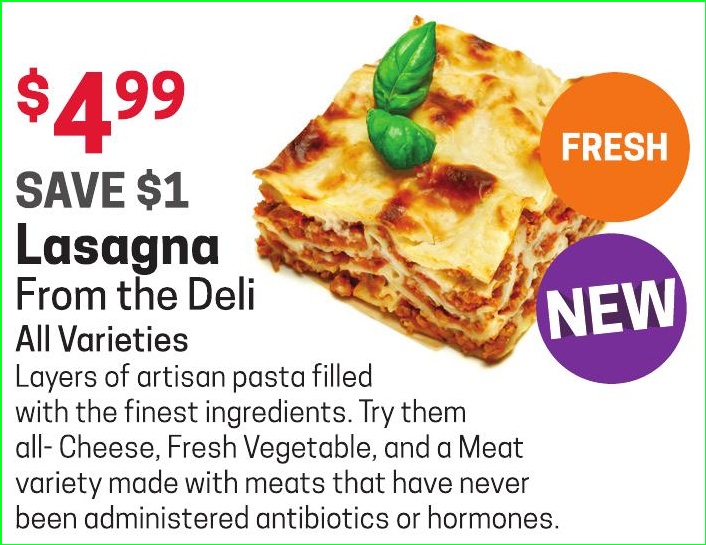 $4.99
SAVE $1
Lasagna
From the Deli
All Varieties
Layers of artisan pasta filled
with the finest ingredients. Try them
all- Cheese, Fresh Vegetable, and a Meat
variety made with meats that have never
been administered antibiotics or hormones.
FRESH
NEW